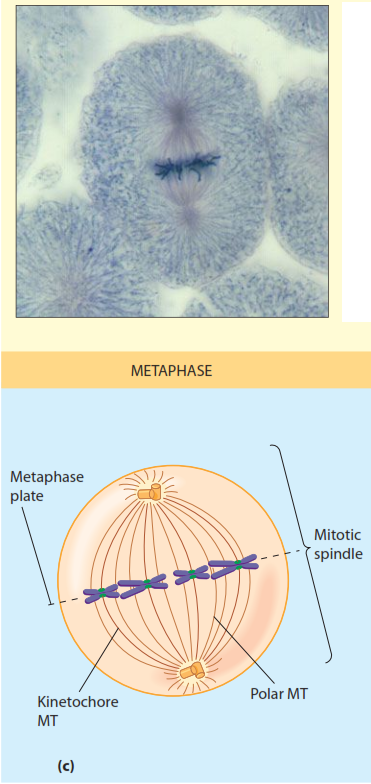 METAPHASE
Metaphase
plate
Mitotic
spindle
Kinetochore
MT
Polar MT
(c)